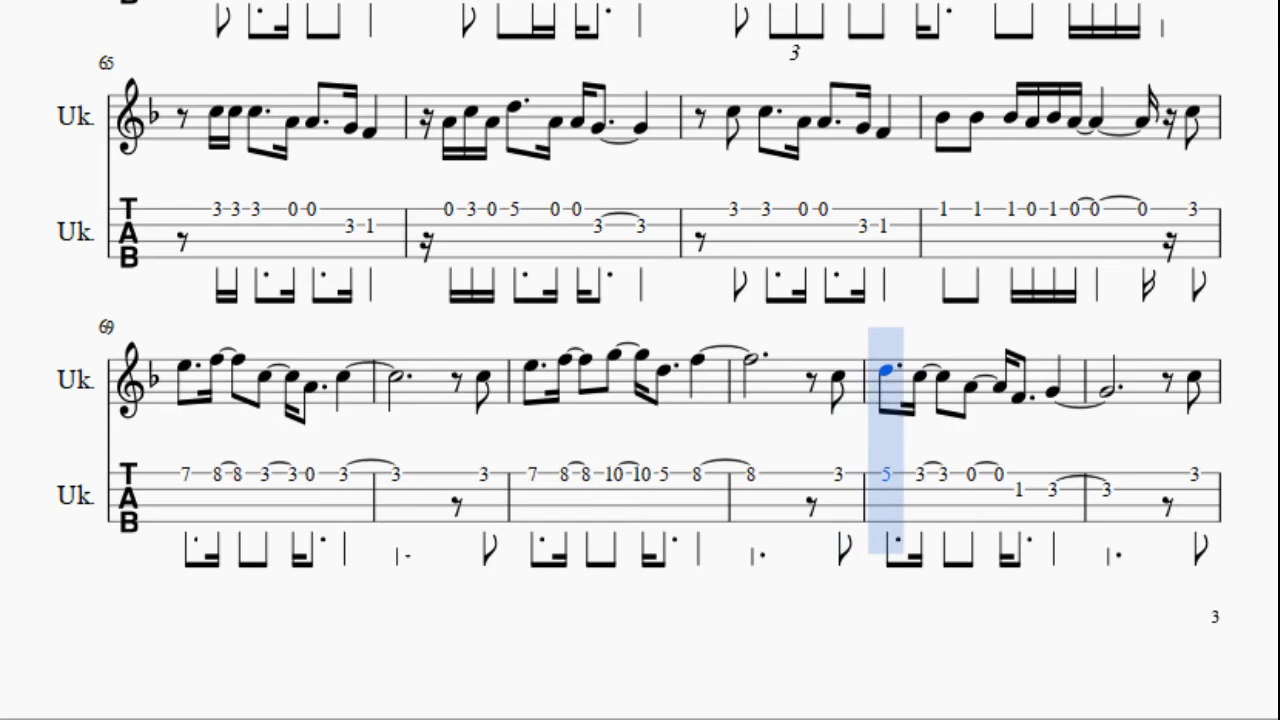 3
65
Uk.
3 3 3 0 0 3 1 0 3 0 5 0 0 3 3 3 3 0 0 3 1 1 1 1 0 1 0 0 0 3
Uk.
T
A
B
69
Uk.
7 8 8 3 3 0 3 3 3 7 8 8 10 10 5 8 8 3 5 3 3 0 0 1 3 3 3
Uk.
T
A
B
3